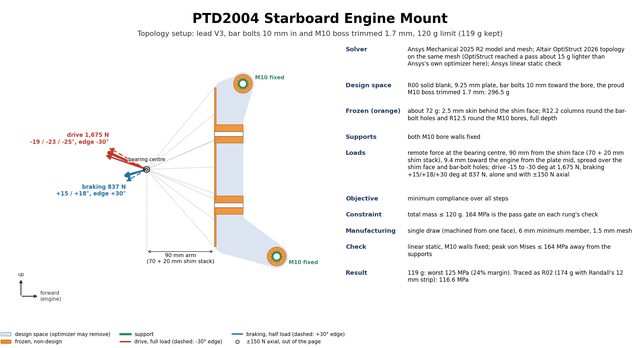 PTD2004 Starboard Engine Mount
Topology setup: lead V3, bar bolts 10 mm in and M10 boss trimmed 1.7 mm, 120 g limit (119 g kept)
M10 fixed
drive 1,675 N
-19 / -23 / -25°, edge -30°
bearing centre
braking 837 N
+15 / +18°, edge +30°
90 mm arm
(70 + 20 mm shim stack)
M10 fixed
up
forward
(engine)
Solver
Ansys Mechanical 2025 R2 model and mesh; Altair OptiStruct 2026 topology
on the same mesh (OptiStruct reached a pass about 15 g lighter than
Ansys's own optimizer here); Ansys linear static check
Design space
R00 solid blank, 9.25 mm plate, bar bolts 10 mm toward the bore, the proud
M10 boss trimmed 1.7 mm: 296.5 g
Frozen (orange)
about 72 g: 2.5 mm skin behind the shim face; R12.2 columns round the bar-
bolt holes and R12.5 round the M10 bores, full depth
Supports
both M10 bore walls fixed
Loads
remote force at the bearing centre, 90 mm from the shim face (70 + 20 mm
shim stack), 9.4 mm toward the engine from the plate mid, spread over the
shim face and bar-bolt holes; drive -15 to -30 deg at 1,675 N, braking
+15/+18/+30 deg at 837 N, alone and with ±150 N axial
Objective
minimum compliance over all steps
Constraint
total mass ≤ 120 g. 164 MPa is the pass gate on each rung's check
Manufacturing
single draw (machined from one face), 6 mm minimum member, 1.5 mm mesh
Check
linear static, M10 walls fixed; peak von Mises ≤ 164 MPa away from the
supports
Result
119 g: worst 125 MPa (24% margin). Traced as R02 (174 g with Randall's 12
mm strip): 116.6 MPa
design space (optimizer may remove)
frozen, non-design
support
drive, full load (dashed: -30° edge)
braking, half load (dashed: +30° edge)
±150 N axial, out of the page